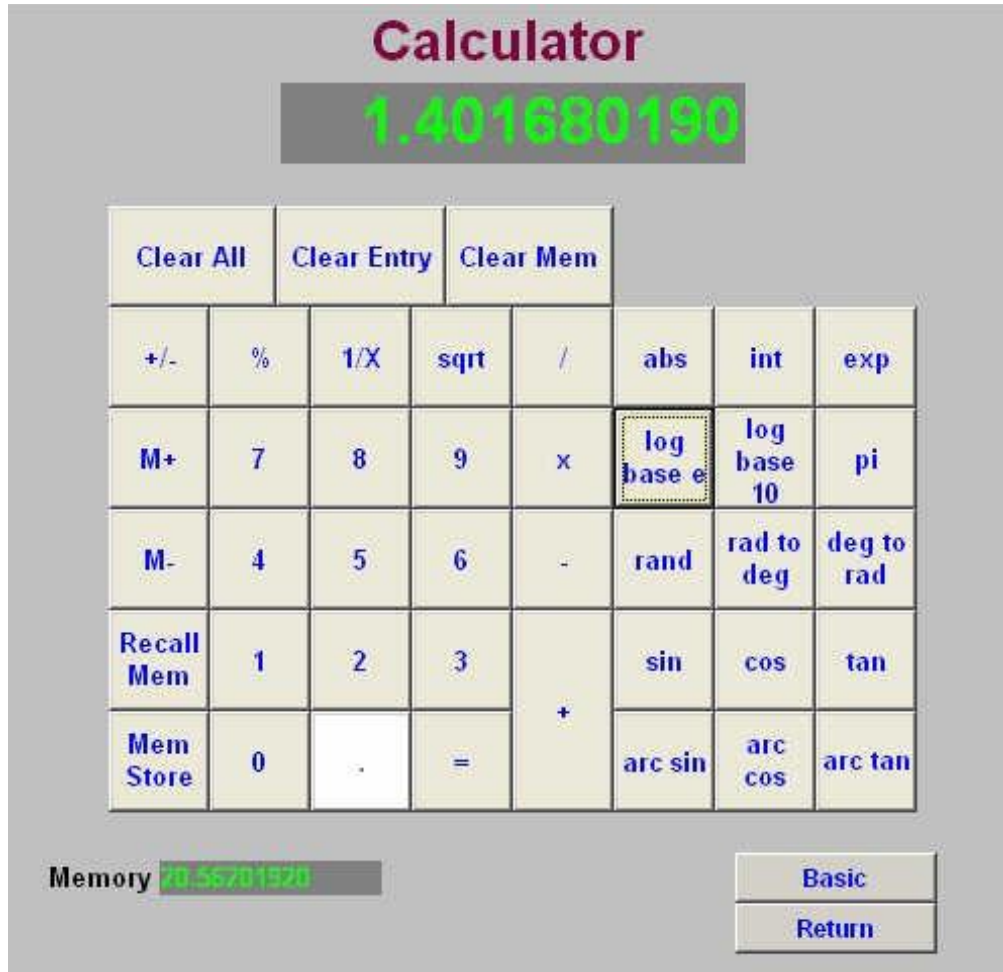 Calculator
1.401680190
Clear All Clear Entry Clear Mem
+/- % 1/X sqrt / abs int exp
M+ 7 8 9 x log base e log base 10 pi
M- 4 5 6 - rand rad to deg deg to rad
Recall Mem 1 2 3 + sin cos tan
Mem Store 0 . = arc sin arc cos arc tan
Memory 20.56201920
Basic
Return